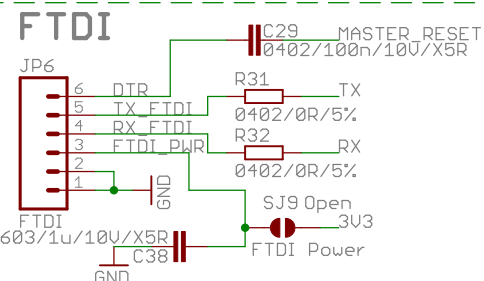 FTDI
C29
MASTER_RESET
0402/100n/10V/X5R
JP6
6 DTR
5 TX_FTDI
4 RX_FTDI
3 FTDI_PWR
2
1
GND
R31
TX
0402/0R/5%
R32
RX
0402/0R/5%
SJ9 Open
3V3
FTDI Power
FTDI
603/1u/10V/X5R
C38
GND